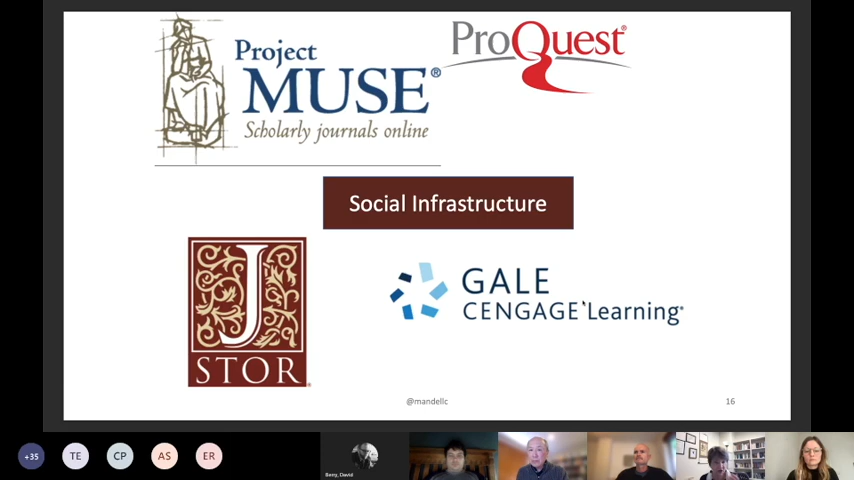 Project
MUSE®
Scholarly journals online
ProQuest®
Social Infrastructure
J
STOR®
GALE
CENGAGE Learning®
@mandellc
16
+35
TE
CP
AS
ER
Berry, David